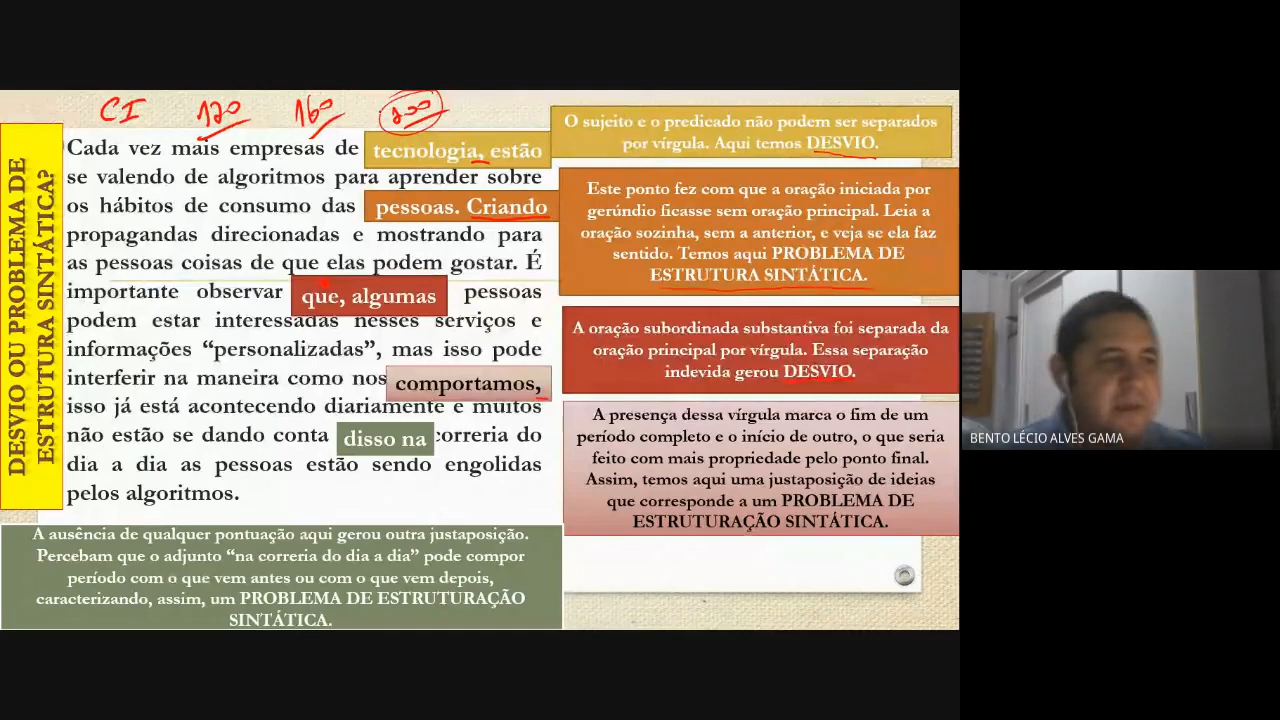 CI 120 160 200
DESVIO OU PROBLEMA DE
ESTRUTURA SINTÁTICA?
Cada vez mais empresas de tecnologia, estão
se valendo de algoritmos para aprender sobre
os hábitos de consumo das pessoas. Criando
propagandas direcionadas e mostrando para
as pessoas coisas de que elas podem gostar. É
importante observar que, algumas pessoas
podem estar interessadas nesses serviços e
informações “personalizadas”, mas isso pode
interferir na maneira como nos comportamos,
isso já está acontecendo diariamente e muitos
não estão se dando conta disso na correria do
dia a dia as pessoas estão sendo engolidas
pelos algoritmos.
O sujeito e o predicado não podem ser separados
por vírgula. Aqui temos DESVIO.
Este ponto fez com que a oração iniciada por
gerúndio ficasse sem oração principal. Leia a
oração sozinha, sem a anterior, e veja se ela faz
sentido. Temos aqui PROBLEMA DE
ESTRUTURA SINTÁTICA.
A oração subordinada substantiva foi separada da
oração principal por vírgula. Essa separação
indevida gerou DESVIO.
A presença dessa vírgula marca o fim de um
período completo e o início de outro, o que seria
feito com mais propriedade pelo ponto final.
Assim, temos aqui uma justaposição de ideias
que corresponde a um PROBLEMA DE
ESTRUTURAÇÃO SINTÁTICA.
A ausência de qualquer pontuação aqui gerou outra justaposição.
Percebam que o adjunto “na correria do dia a dia” pode compor
período com o que vem antes ou com o que vem depois,
caracterizando, assim, um PROBLEMA DE ESTRUTURAÇÃO
SINTÁTICA.
BENTO LÉCIO ALVES GAMA